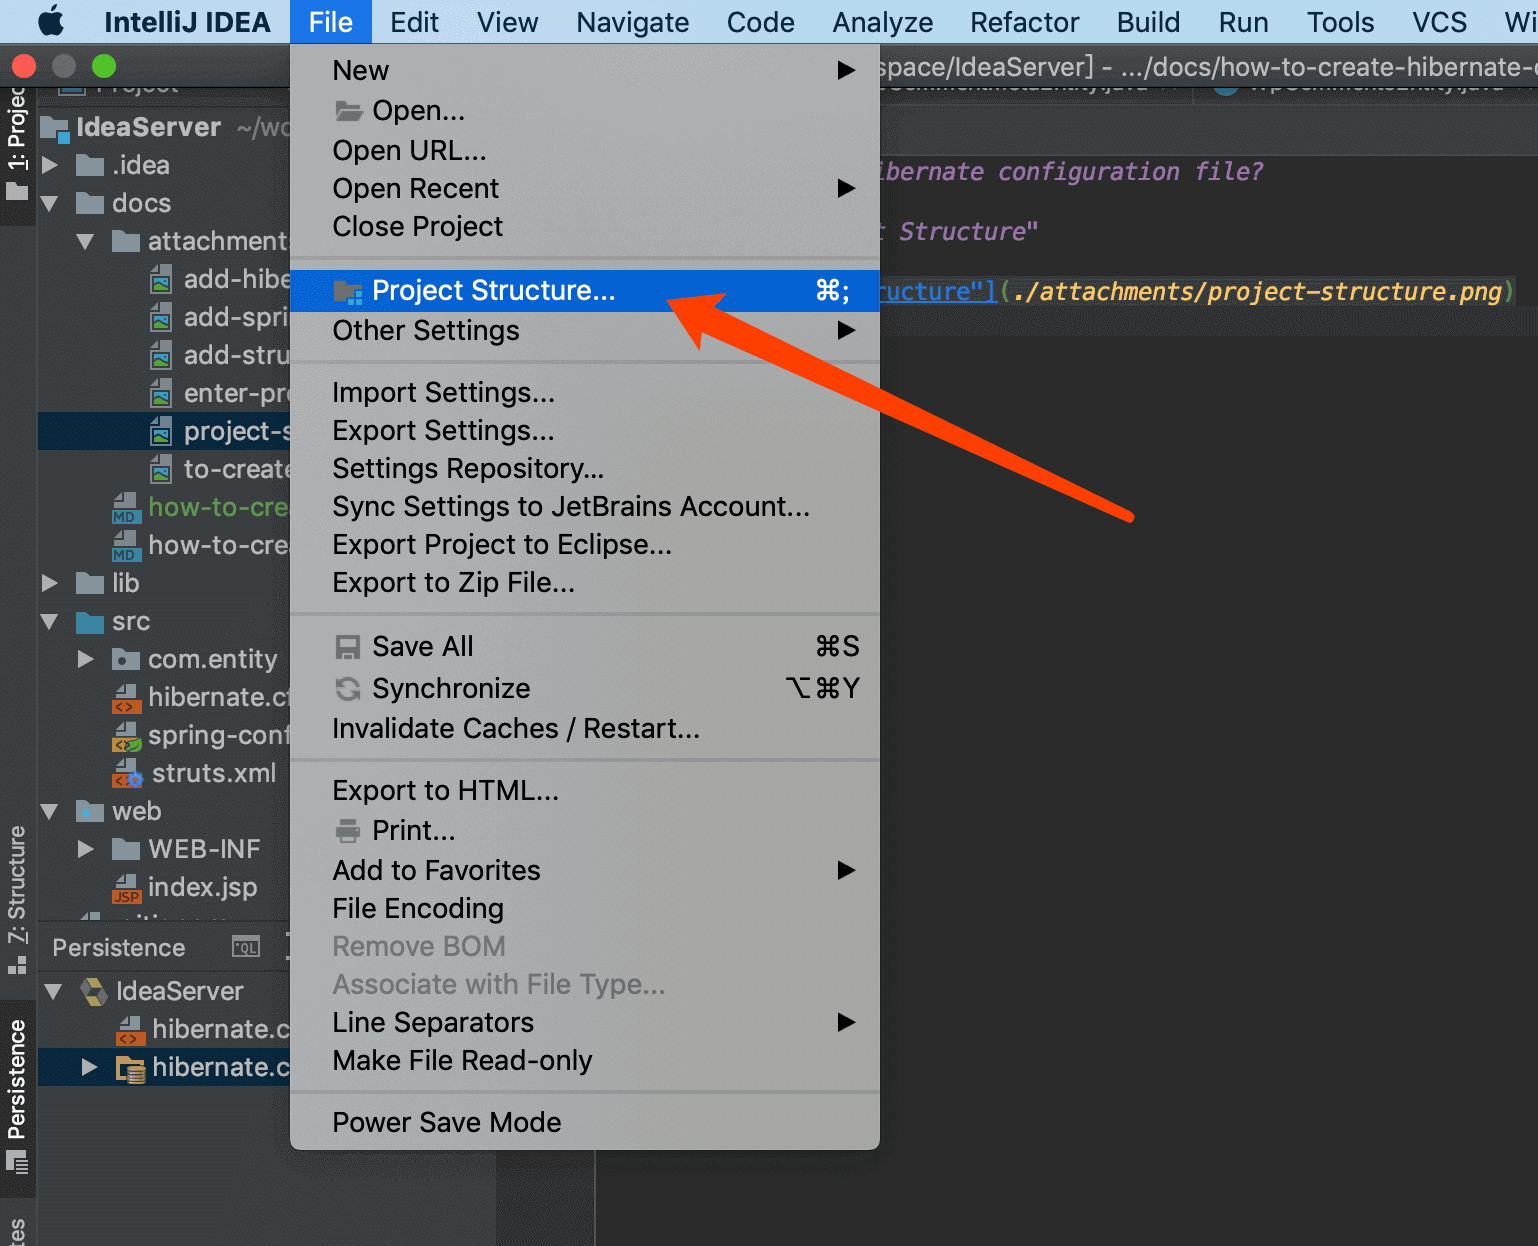 IntelliJ IDEA File Edit View Navigate Code Analyze Refactor Build Run Tools VCS
space/IdeaServer] - .../docs/how-to-create-hibernate-
Project
1: Project
IdeaServer
.idea
docs
attachments
add-hibe
add-spri
add-stru
enter-pro
project-s
to-create
how-to-cre
how-to-cre
lib
src
com.entity
hibernate.cf
spring-conf
struts.xml
web
WEB-INF
index.jsp
Z: Structure
Persistence
QL
IdeaServer
hibernate.c
hibernate.c
Persistence
New
Open...
Open URL...
Open Recent
Close Project
Project Structure... ⌘;
Other Settings
Import Settings...
Export Settings...
Settings Repository...
Sync Settings to JetBrains Account...
Export Project to Eclipse...
Export to Zip File...
Save All ⌘S
Synchronize ⌥⌘Y
Invalidate Caches / Restart...
Export to HTML...
Print...
Add to Favorites
File Encoding
Remove BOM
Associate with File Type...
Line Separators
Make File Read-only
Power Save Mode
ibernate configuration file?
t Structure"
ructure"](./attachments/project-structure.png)